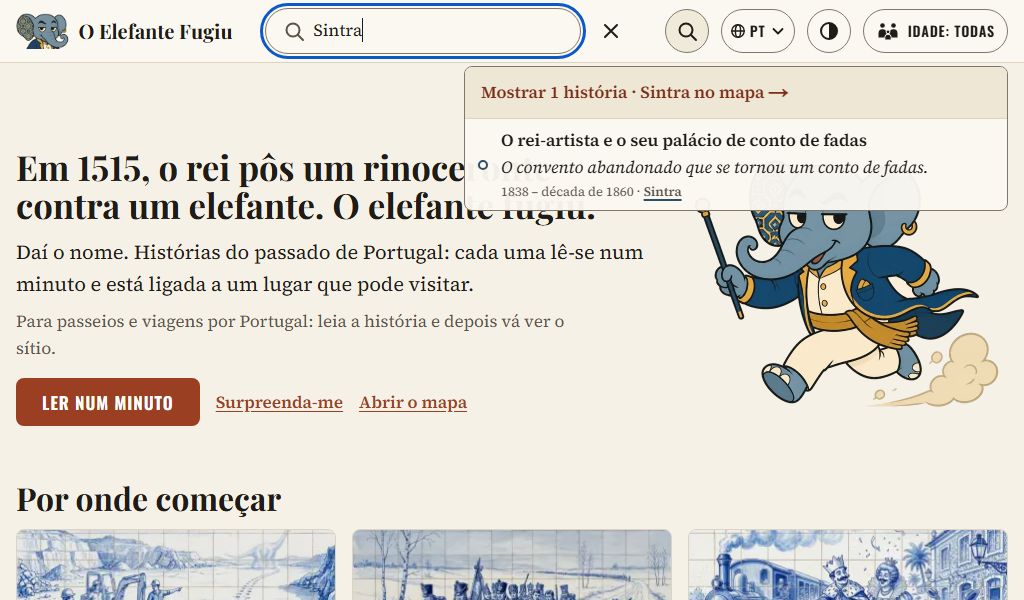 O Elefante Fugiu
Sintra
PT
IDADE: TODAS
Mostrar 1 história · Sintra no mapa →
O rei-artista e o seu palácio de conto de fadas
O convento abandonado que se tornou um conto de fadas.
1838 – década de 1860 · Sintra
Em 1515, o rei pôs um rinoceronte
contra um elefante. O elefante fugiu.
Daí o nome. Histórias do passado de Portugal: cada uma lê-se num
minuto e está ligada a um lugar que pode visitar.
Para passeios e viagens por Portugal: leia a história e depois vá ver o
sítio.
LER NUM MINUTO
Surpreenda-me
Abrir o mapa
Por onde começar